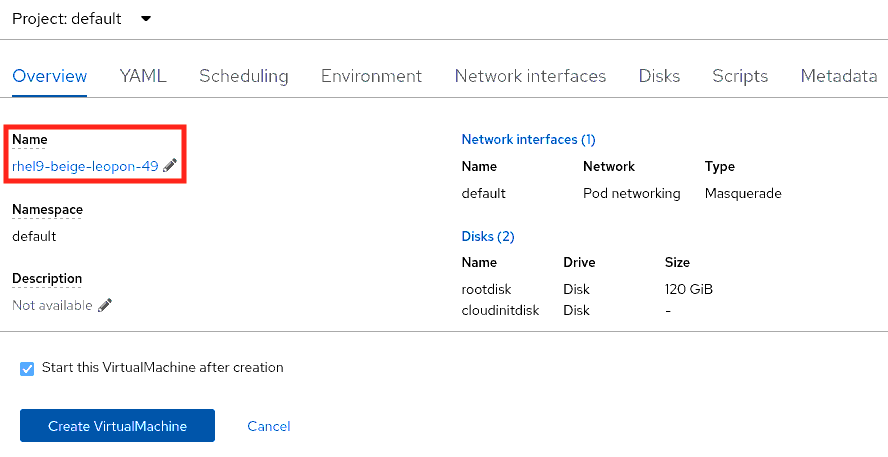 Project: default
Overview YAML Scheduling Environment Network interfaces Disks Scripts Metadata
Name
rhel9-beige-leopon-49
Namespace
default
Description
Not available
Network interfaces (1)
Name Network Type
default Pod networking Masquerade
Disks (2)
Name Drive Size
rootdisk Disk 120 GiB
cloudinitdisk Disk -
Start this VirtualMachine after creation
Create VirtualMachine Cancel